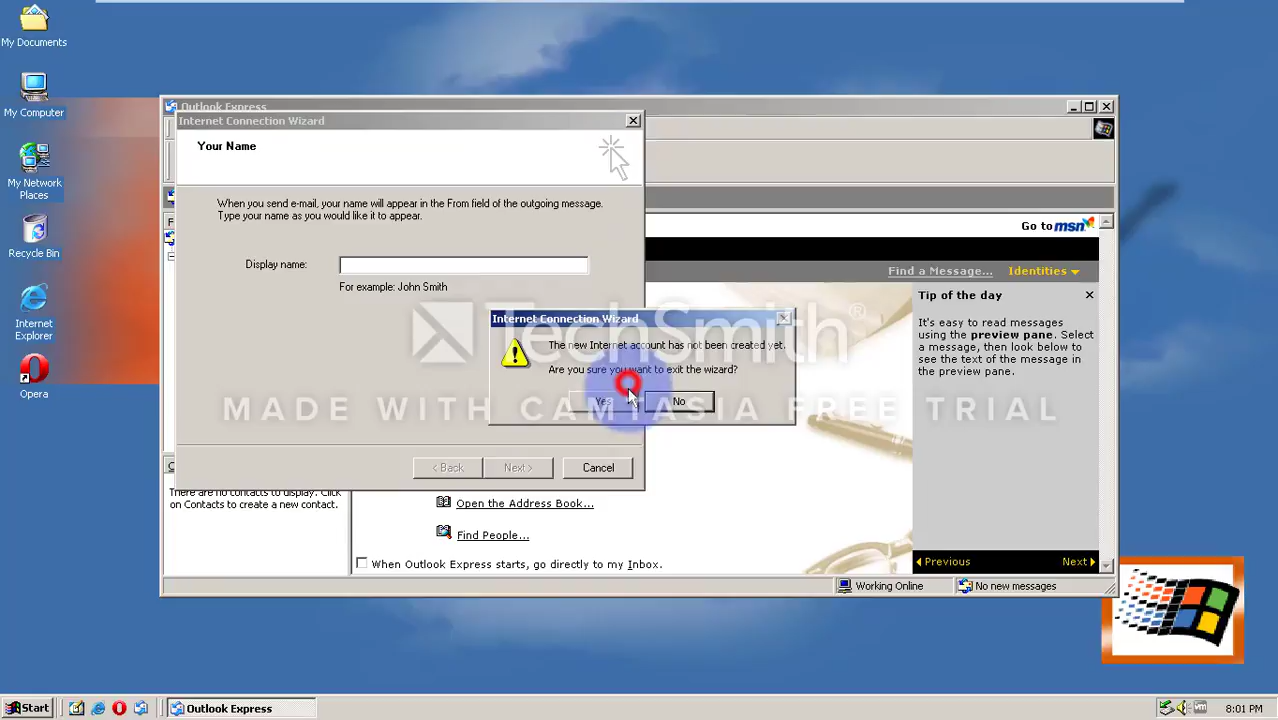 My Documents
My Computer
My Network
Places
Recycle Bin
Internet
Explorer
Opera
Outlook Express
Internet Connection Wizard
Your Name
When you send e-mail, your name will appear in the From field of the outgoing message.
Type your name as you would like it to appear.
Display name:
For example: John Smith
< Back
Next >
Cancel
Internet Connection Wizard
The new Internet account has not been created yet.
Are you sure you want to exit the wizard?
Yes
No
TechSmith®
MADE WITH CAMTASIA FREE TRIAL
Go to msn
Find a Message...
Identities
Tip of the day
It's easy to read messages
using the preview pane. Select
a message, then look below to
see the text of the message in
the preview pane.
Previous
Next
There are no contacts to display. Click
on Contacts to create a new contact.
Open the Address Book...
Find People...
When Outlook Express starts, go directly to my Inbox.
Working Online
No new messages
Start
Outlook Express
8:01 PM